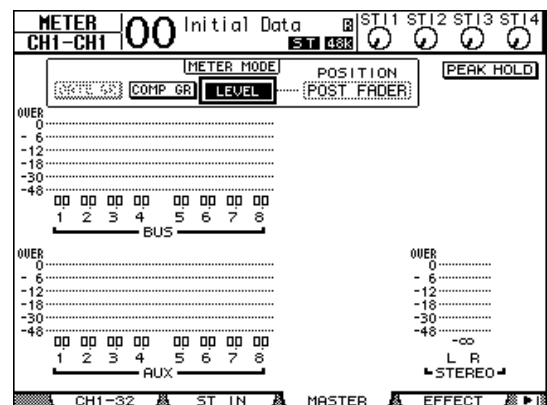 METER
CH1-CH1
00 Initial Data R
ST 48K
STI1 STI2 STI3 STI4
METER MODE
GATE GR COMP GR LEVEL
POSITION
POST FADER
PEAK HOLD
OVER
0
-6
-12
-18
-30
-48
00 00 00 00 00 00 00 00
1 2 3 4 5 6 7 8
BUS
OVER
0
-6
-12
-18
-30
-48
00 00 00 00 00 00 00 00
1 2 3 4 5 6 7 8
AUX
OVER
0
-6
-12
-18
-30
-48
-∞
L R
STEREO
CH1-32 ST IN MASTER EFFECT